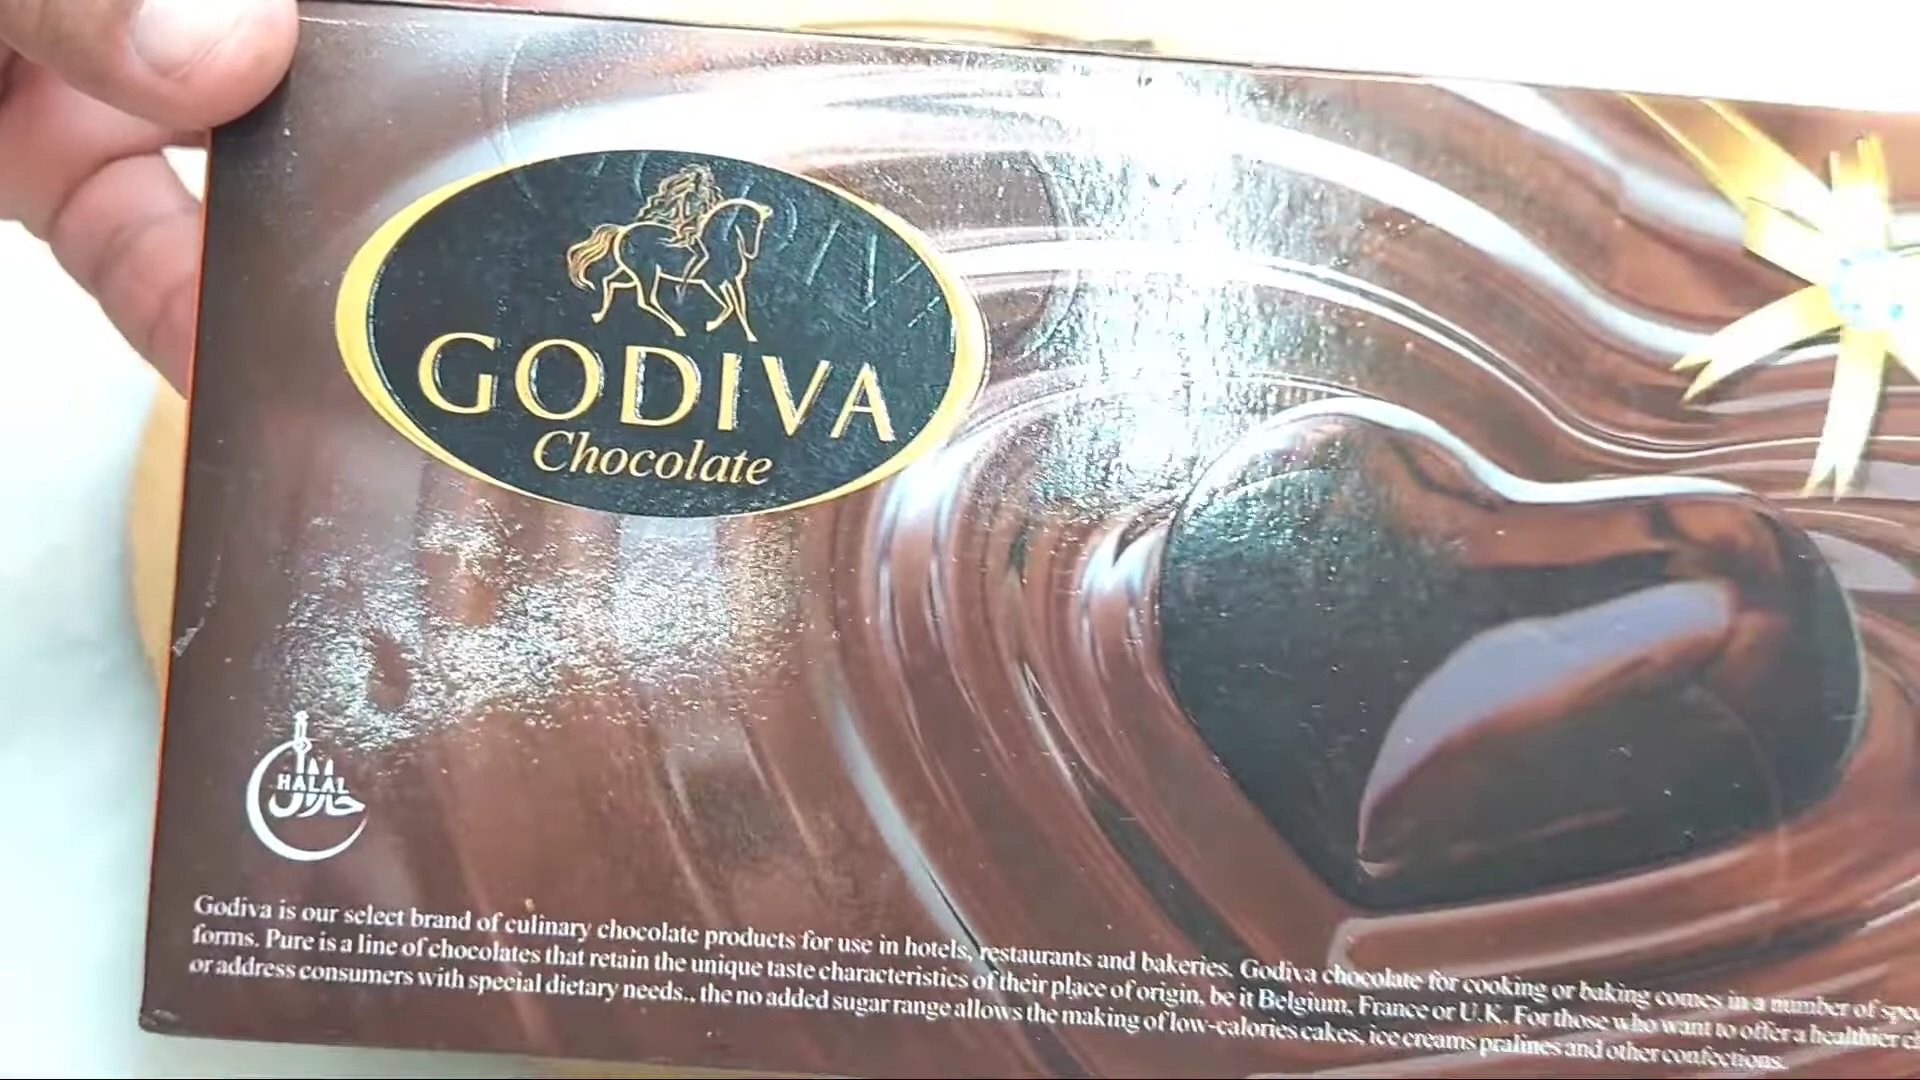 GODIVA
Chocolate
HALAL
حلال
Godiva is our select brand of culinary chocolate products for use in hotels, restaurants and bakeries. Godiva chocolate for cooking or baking comes in a number of
forms. Pure is a line of chocolates that retain the unique taste characteristics of their place of origin, be it Belgium, France or U.K. For those who want to offer a healthier
or address consumers with special dietary needs., the no added sugar range allows the making of low-calories cakes, ice creams pralines and other confections.